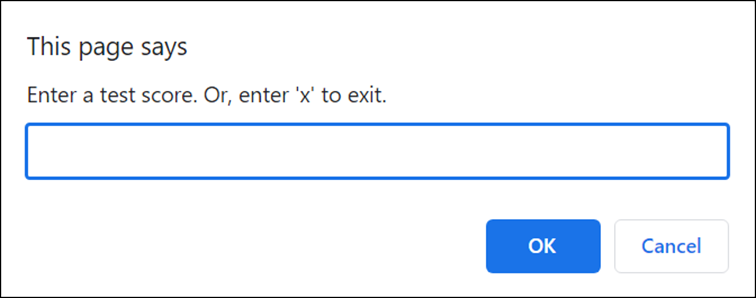 This page says
Enter a test score. Or, enter 'x' to exit.
OK
Cancel